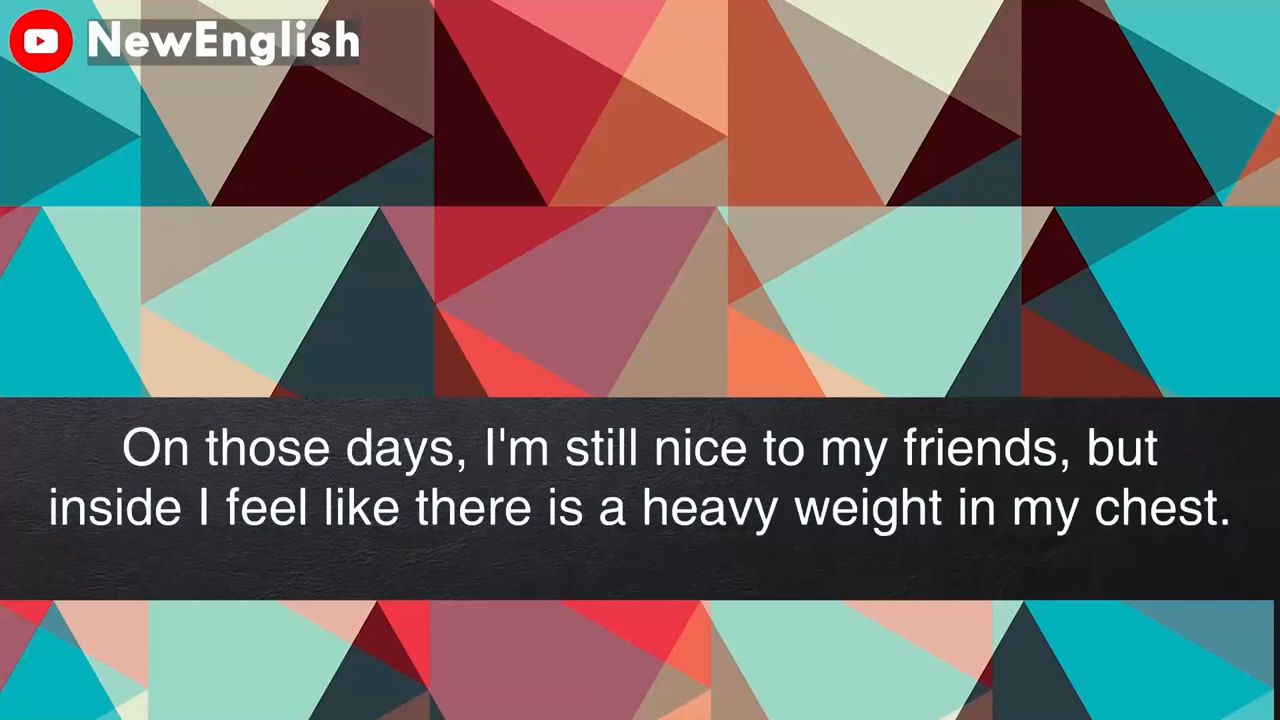 NewEnglish
On those days, I'm still nice to my friends, but
inside I feel like there is a heavy weight in my chest.